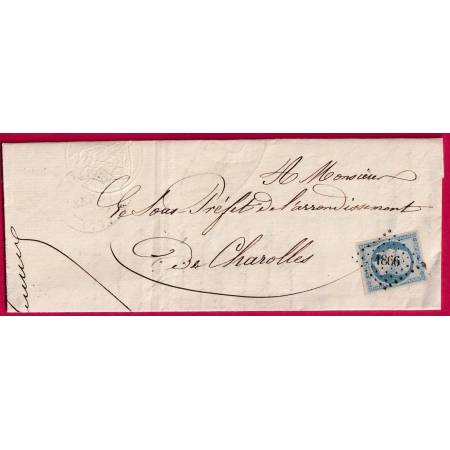 A Monsieur
Le Sous Préfet de l'arrondissement
De Charolles
1866